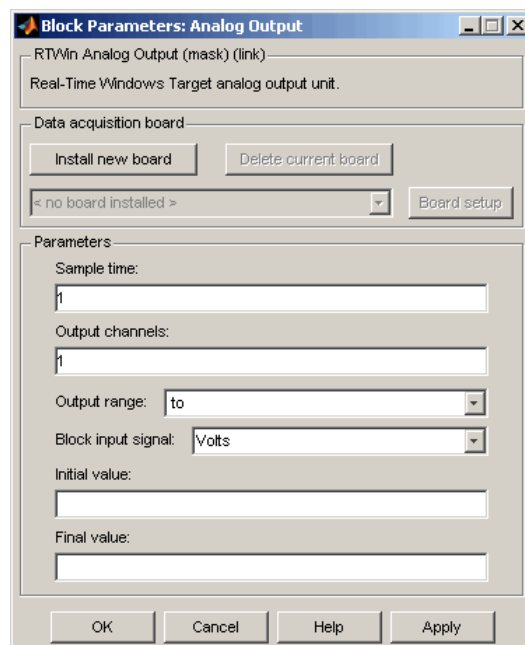 Block Parameters: Analog Output
RTWin Analog Output (mask) (link)
Real-Time Windows Target analog output unit.
Data acquisition board
Install new board
Delete current board
< no board installed >
Board setup
Parameters
Sample time:
1
Output channels:
1
Output range: to
Block input signal: Volts
Initial value:
Final value:
OK Cancel Help Apply